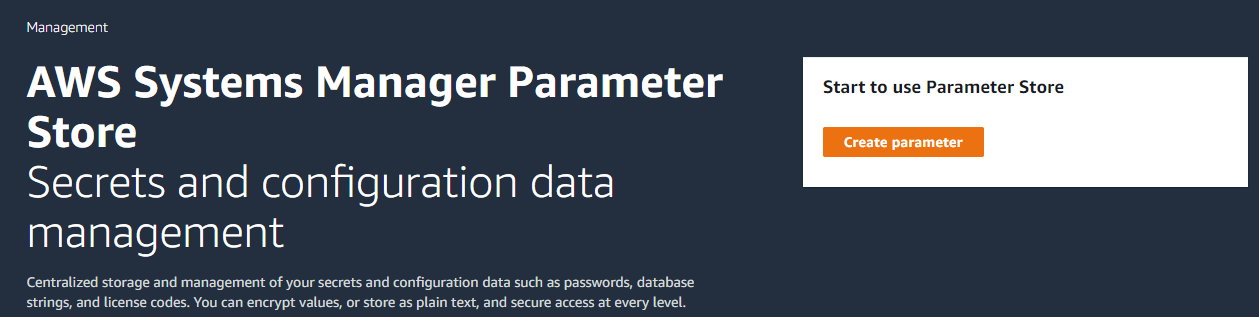 Management
AWS Systems Manager Parameter
Store
Secrets and configuration data
management
Centralized storage and management of your secrets and configuration data such as passwords, database
strings, and license codes. You can encrypt values, or store as plain text, and secure access at every level.
Start to use Parameter Store
Create parameter